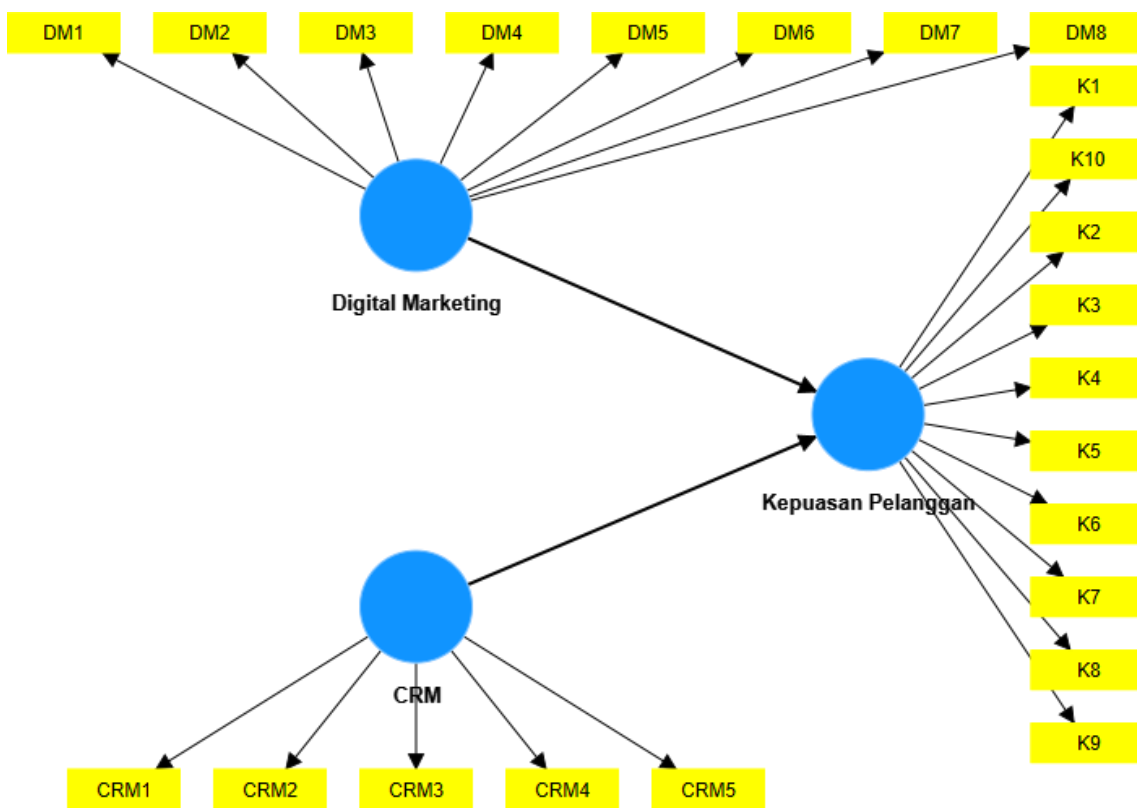 DM1
DM2
DM3
DM4
DM5
DM6
DM7
DM8
K1
K10
K2
K3
K4
K5
K6
K7
K8
K9
Digital Marketing
Kepuasan Pelanggan
CRM
CRM1
CRM2
CRM3
CRM4
CRM5